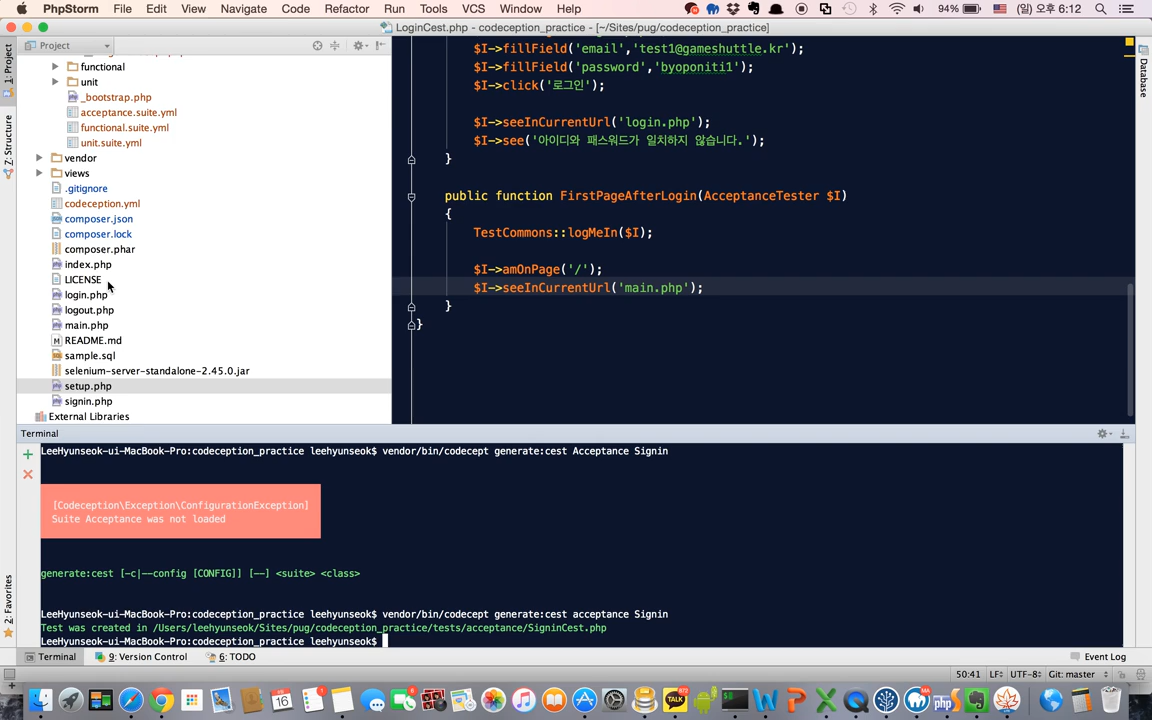 PhpStorm File Edit View Navigate Code Refactor Run Tools VCS Window Help 94% (일) 오후 6:12
LoginCest.php - codeception_practice - [~/Sites/pug/codeception_practice]
Project
1: Project
Z: Structure
2: Favorites
Database
functional
unit
_bootstrap.php
acceptance.suite.yml
functional.suite.yml
unit.suite.yml
vendor
views
.gitignore
codeception.yml
composer.json
composer.lock
composer.phar
index.php
LICENSE
login.php
logout.php
main.php
README.md
sample.sql
selenium-server-standalone-2.45.0.jar
setup.php
signin.php
External Libraries
$I->fillField('email','test1@gameshuttle.kr');
$I->fillField('password','byoponiti1');
$I->click('로그인');
$I->seeInCurrentUrl('login.php');
$I->see('아이디와 패스워드가 일치하지 않습니다.');
}
public function FirstPageAfterLogin(AcceptanceTester $I)
{
TestCommons::logMeIn($I);
$I->amOnPage('/');
$I->seeInCurrentUrl('main.php');
}
}
Terminal
LeeHyunseok-ui-MacBook-Pro:codeception_practice leehyunseok$ vendor/bin/codecept generate:cest Acceptance Signin
[Codeception\Exception\ConfigurationException]
Suite Acceptance was not loaded
generate:cest [-c|--config [CONFIG]] [--] <suite> <class>
LeeHyunseok-ui-MacBook-Pro:codeception_practice leehyunseok$ vendor/bin/codecept generate:cest acceptance Signin
Test was created in /Users/leehyunseok/Sites/pug/codeception_practice/tests/acceptance/SigninCest.php
LeeHyunseok-ui-MacBook-Pro:codeception_practice leehyunseok$
Terminal 9: Version Control 6: TODO Event Log
50:41 LF UTF-8 Git: master